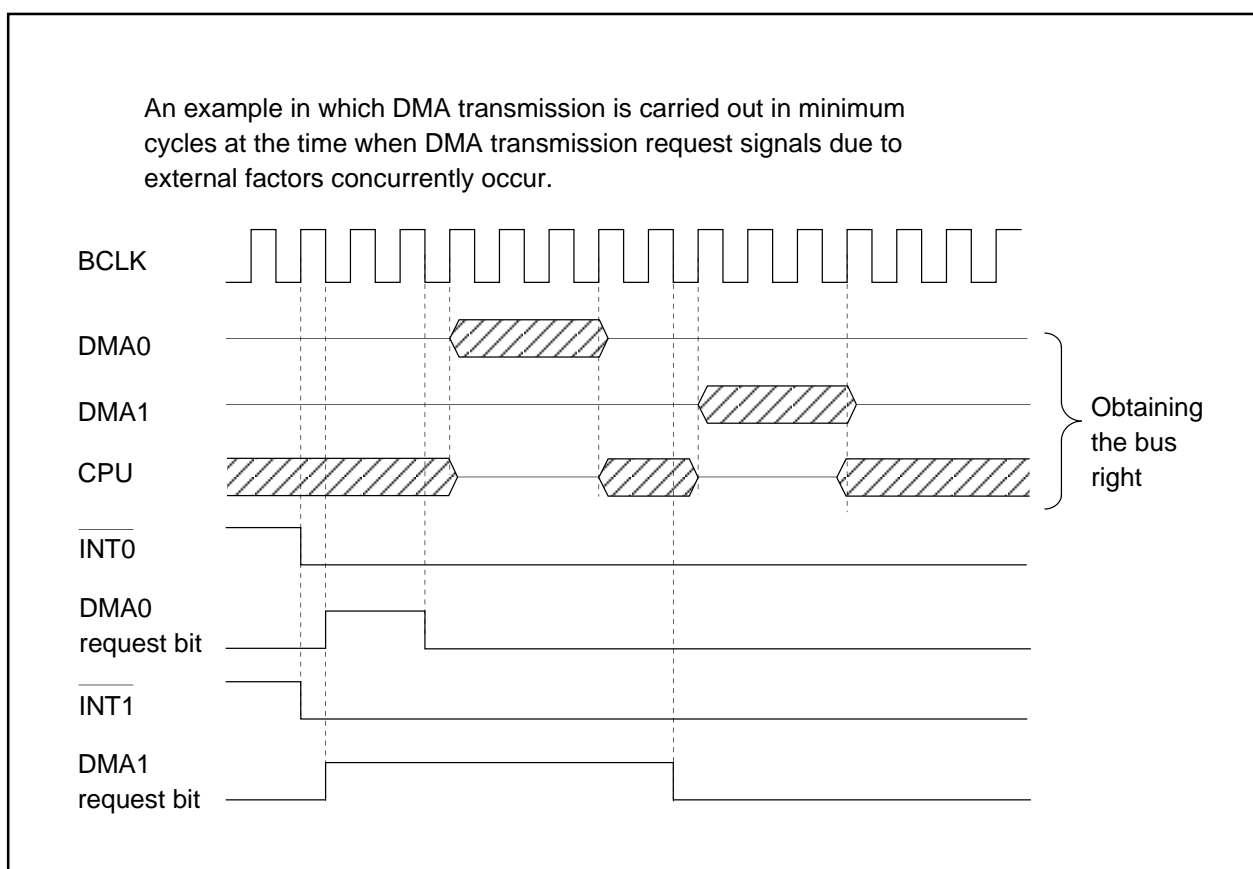 An example in which DMA transmission is carried out in minimum
cycles at the time when DMA transmission request signals due to
external factors concurrently occur.
BCLK
DMA0
DMA1
CPU
Obtaining
the bus
right
INT0
DMA0
request bit
INT1
DMA1
request bit